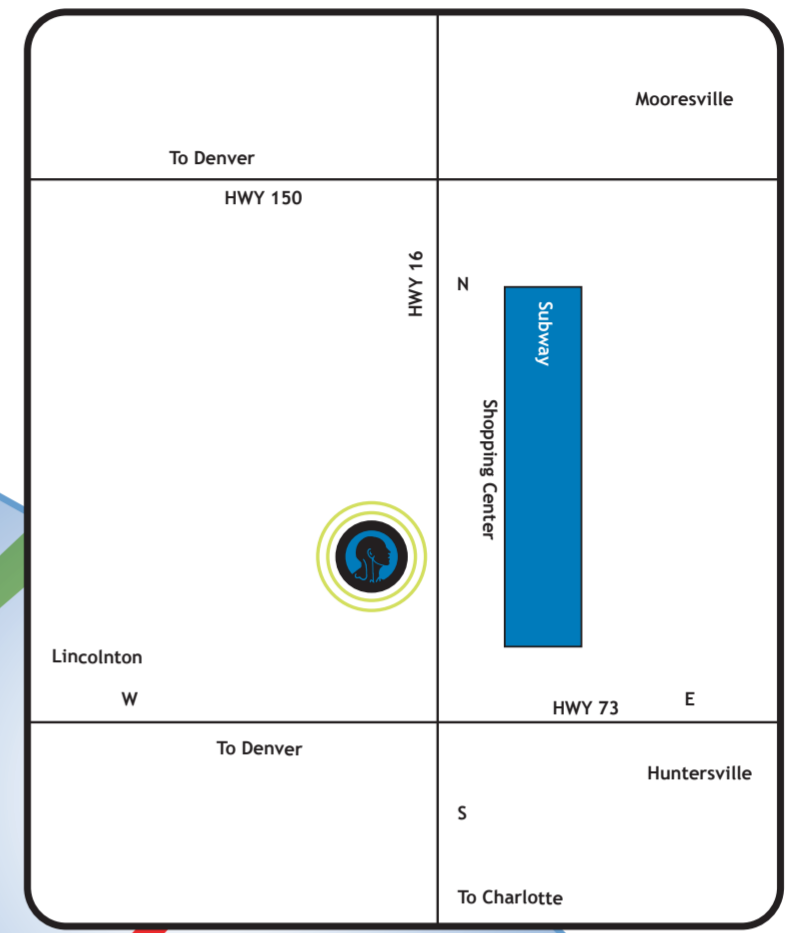 Mooresville
To Denver
HWY 150
HWY 16
N
Subway
Shopping Center
Lincolnton
W
E
HWY 73
To Denver
Huntersville
S
To Charlotte